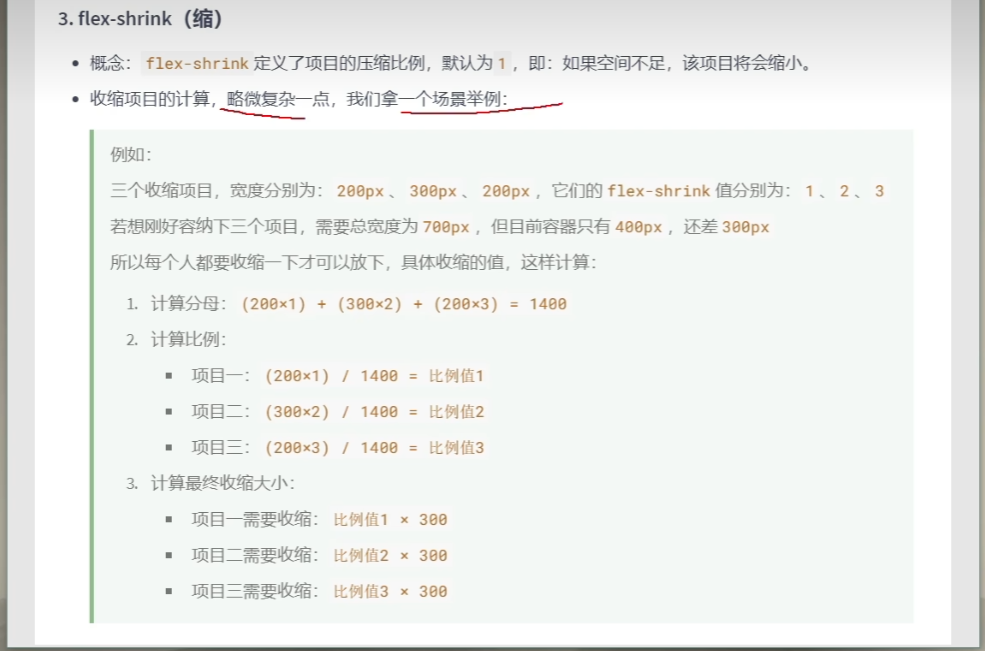 3. flex-shrink（缩）
概念： flex-shrink 定义了项目的压缩比例，默认为 1 ，即：如果空间不足，该项目将会缩小。
收缩项目的计算，略微复杂一点，我们拿一个场景举例：
例如：
三个收缩项目，宽度分别为： 200px 、 300px 、 200px ，它们的 flex-shrink 值分别为： 1 、 2 、 3
若想刚好容纳下三个项目，需要总宽度为 700px ，但目前容器只有 400px ，还差 300px
所以每个人都要收缩一下才可以放下，具体收缩的值，这样计算：
1. 计算分母： (200×1) + (300×2) + (200×3) = 1400
2. 计算比例：
项目一： (200×1) / 1400 = 比例值1
项目二： (300×2) / 1400 = 比例值2
项目三： (200×3) / 1400 = 比例值3
3. 计算最终收缩大小：
项目一需要收缩： 比例值1 × 300
项目二需要收缩： 比例值2 × 300
项目三需要收缩： 比例值3 × 300